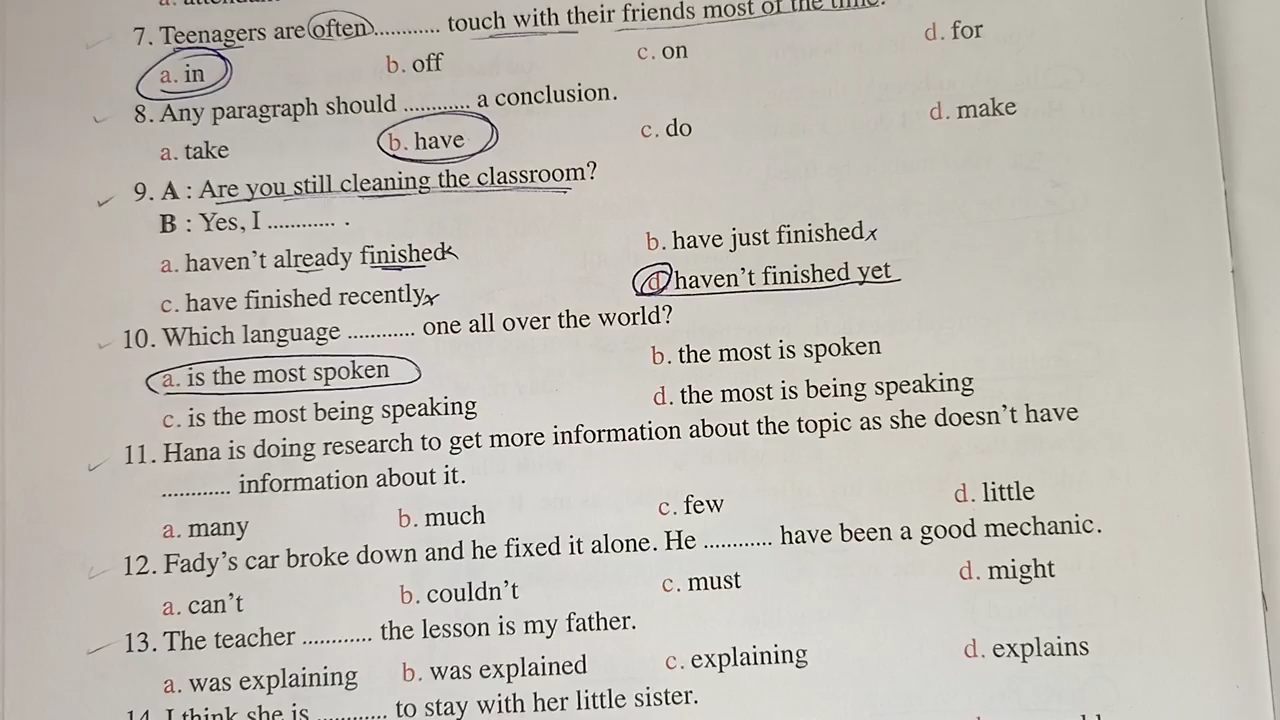 7. Teenagers are often ............ touch with their friends most of the time.
a. in b. off c. on d. for
8. Any paragraph should ............ a conclusion.
a. take b. have c. do d. make
9. A : Are you still cleaning the classroom?
B : Yes, I ............ .
a. haven't already finished b. have just finished
c. have finished recently d. haven't finished yet
10. Which language ............ one all over the world?
a. is the most spoken b. the most is spoken
c. is the most being speaking d. the most is being speaking
11. Hana is doing research to get more information about the topic as she doesn't have
............ information about it.
a. many b. much c. few d. little
12. Fady's car broke down and he fixed it alone. He ............ have been a good mechanic.
a. can't b. couldn't c. must d. might
13. The teacher ............ the lesson is my father.
a. was explaining b. was explained c. explaining d. explains
14. I think she is ............ to stay with her little sister.